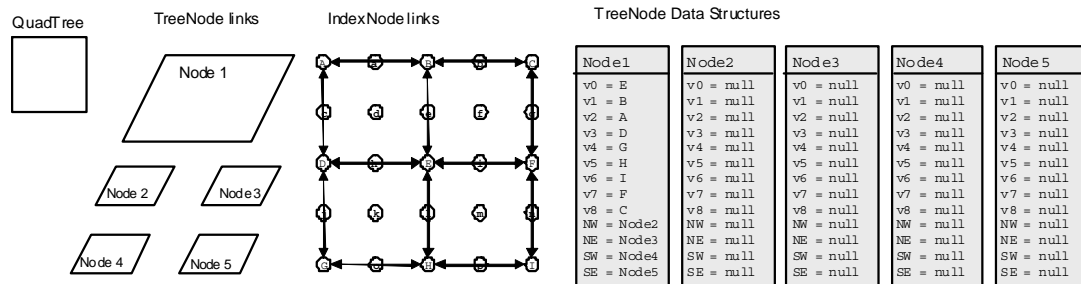 QuadTree
TreeNode links
IndexNode links
TreeNode Data Structures
Node 1
Node 2
Node3
Node 4
Node 5
A
B
C
d
e
f
D
E
F
k
m
G
H
I
Node1
v0 = E
v1 = B
v2 = A
v3 = D
v4 = G
v5 = H
v6 = I
v7 = F
v8 = C
NW = Node2
NE = Node3
SW = Node4
SE = Node5
Node2
v0 = null
v1 = null
v2 = null
v3 = null
v4 = null
v5 = null
v6 = null
v7 = null
v8 = null
NW = null
NE = null
SW = null
SE = null
Node3
v0 = null
v1 = null
v2 = null
v3 = null
v4 = null
v5 = null
v6 = null
v7 = null
v8 = null
NW = null
NE = null
SW = null
SE = null
Node4
v0 = null
v1 = null
v2 = null
v3 = null
v4 = null
v5 = null
v6 = null
v7 = null
v8 = null
NW = null
NE = null
SW = null
SE = null
Node5
v0 = null
v1 = null
v2 = null
v3 = null
v4 = null
v5 = null
v6 = null
v7 = null
v8 = null
NW = null
NE = null
SW = null
SE = null